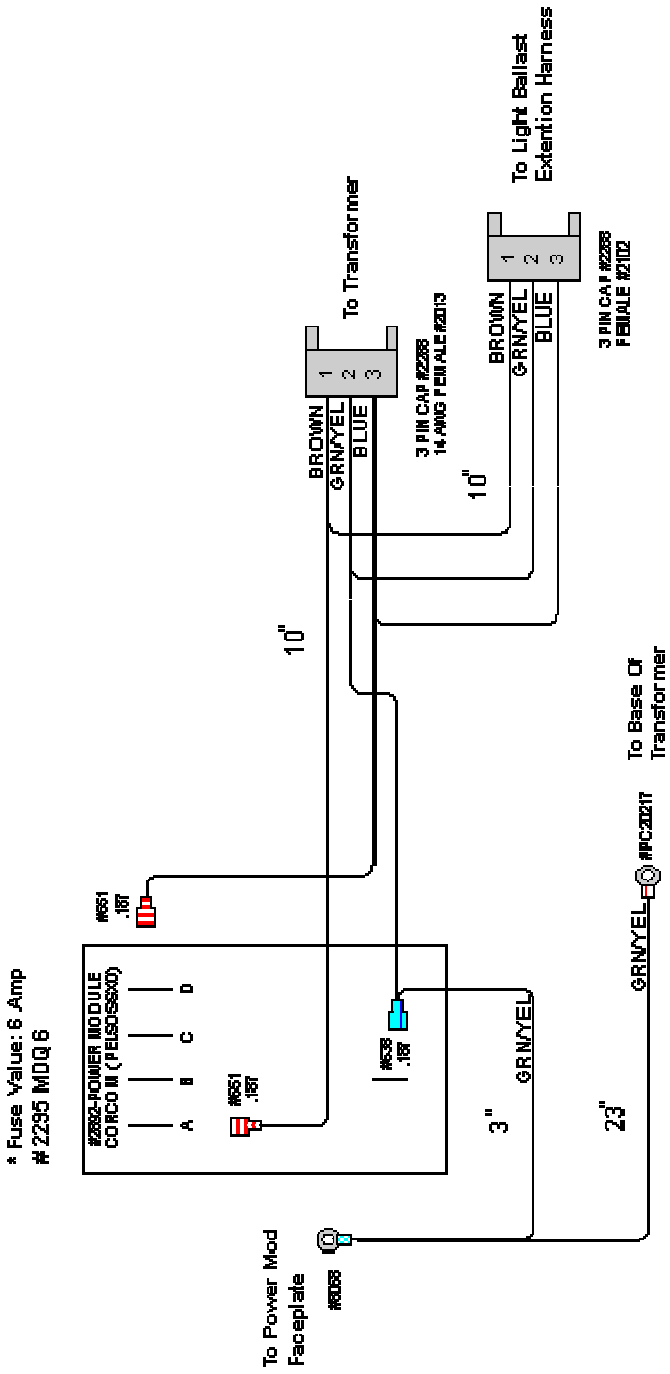 * Fuse Value: 6 Amp
# 2295 MDQ 6
#2892-POWER MODULE
A
B
C
D
#651
.187
#651
.187
#638
.187
To Power Mod
Faceplate
3"
GRN/YEL
23"
GRN/YEL
#PC20217
To Base Of
Transformer
10"
BROWN
GRN/YEL
BLUE
1
2
3
To Transformer
3 PIN CAP #2268
14 AWG FEMALE #2013
10"
BROWN
GRN/YEL
BLUE
1
2
3
To Light Ballast
Extention Harness
3 PIN CAP #2268
FEMALE #2102